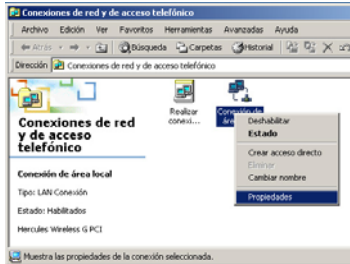 Conexiones de red y de acceso telefónico
Archivo Edición Ver Favoritos Herramientas Avanzadas Ayuda
Atrás Búsqueda Carpetas Historial
Dirección Conexiones de red y de acceso telefónico
Conexiones de red
y de acceso
telefónico
Conexión de área local
Tipo: LAN Conexión
Estado: Habilitados
Hercules Wireless G PCI
Realizar
conexi...
Conexión de
áre
Deshabilitar
Estado
Crear acceso directo
Eliminar
Cambiar nombre
Propiedades
Muestra las propiedades de la conexión seleccionada.